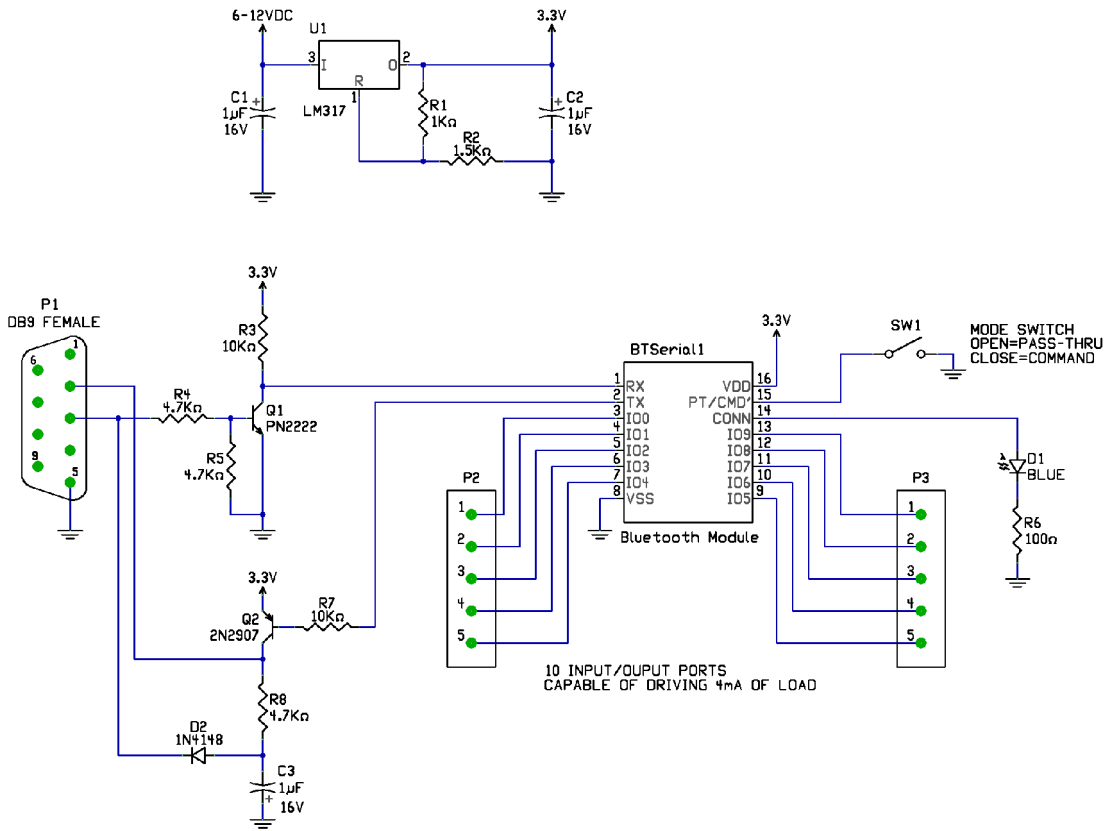 6-12VDC
3.3V
U1
3
I
O
2
R
1
LM317
C1
+
1µF
16V
R1
1KΩ
R2
1.5KΩ
C2
+
1µF
16V
3.3V
P1
DB9 FEMALE
1
6
9
5
R3
10KΩ
R4
4.7KΩ
Q1
PN2222
R5
4.7KΩ
3.3V
Q2
2N2907
R7
10KΩ
R8
4.7KΩ
D2
1N4148
C3
1µF
+
16V
BTSerial1
3.3V
1 RX
2 TX
3 IO0
4 IO1
5 IO2
6 IO3
7 IO4
8 VSS
VDD 16
PT/CMD' 15
CONN 14
IO9 13
IO8 12
IO7 11
IO6 10
IO5 9
Bluetooth Module
SW1
MODE SWITCH
OPEN=PASS-THRU
CLOSE=COMMAND
D1
BLUE
R6
100Ω
P2
1
2
3
4
5
P3
1
2
3
4
5
10 INPUT/OUPUT PORTS
CAPABLE OF DRIVING 4mA OF LOAD